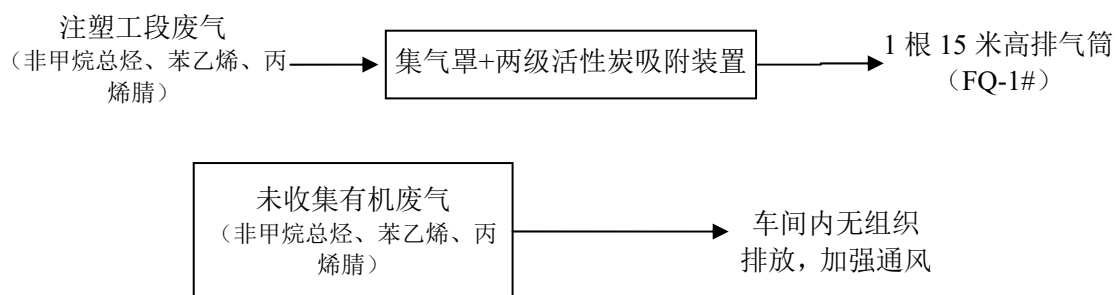 注塑工段废气
（非甲烷总烃、苯乙烯、丙
烯腈）
集气罩+两级活性炭吸附装置
1 根 15 米高排气筒
（FQ-1#）
未收集有机废气
（非甲烷总烃、苯乙烯、丙
烯腈）
车间内无组织
排放，加强通风